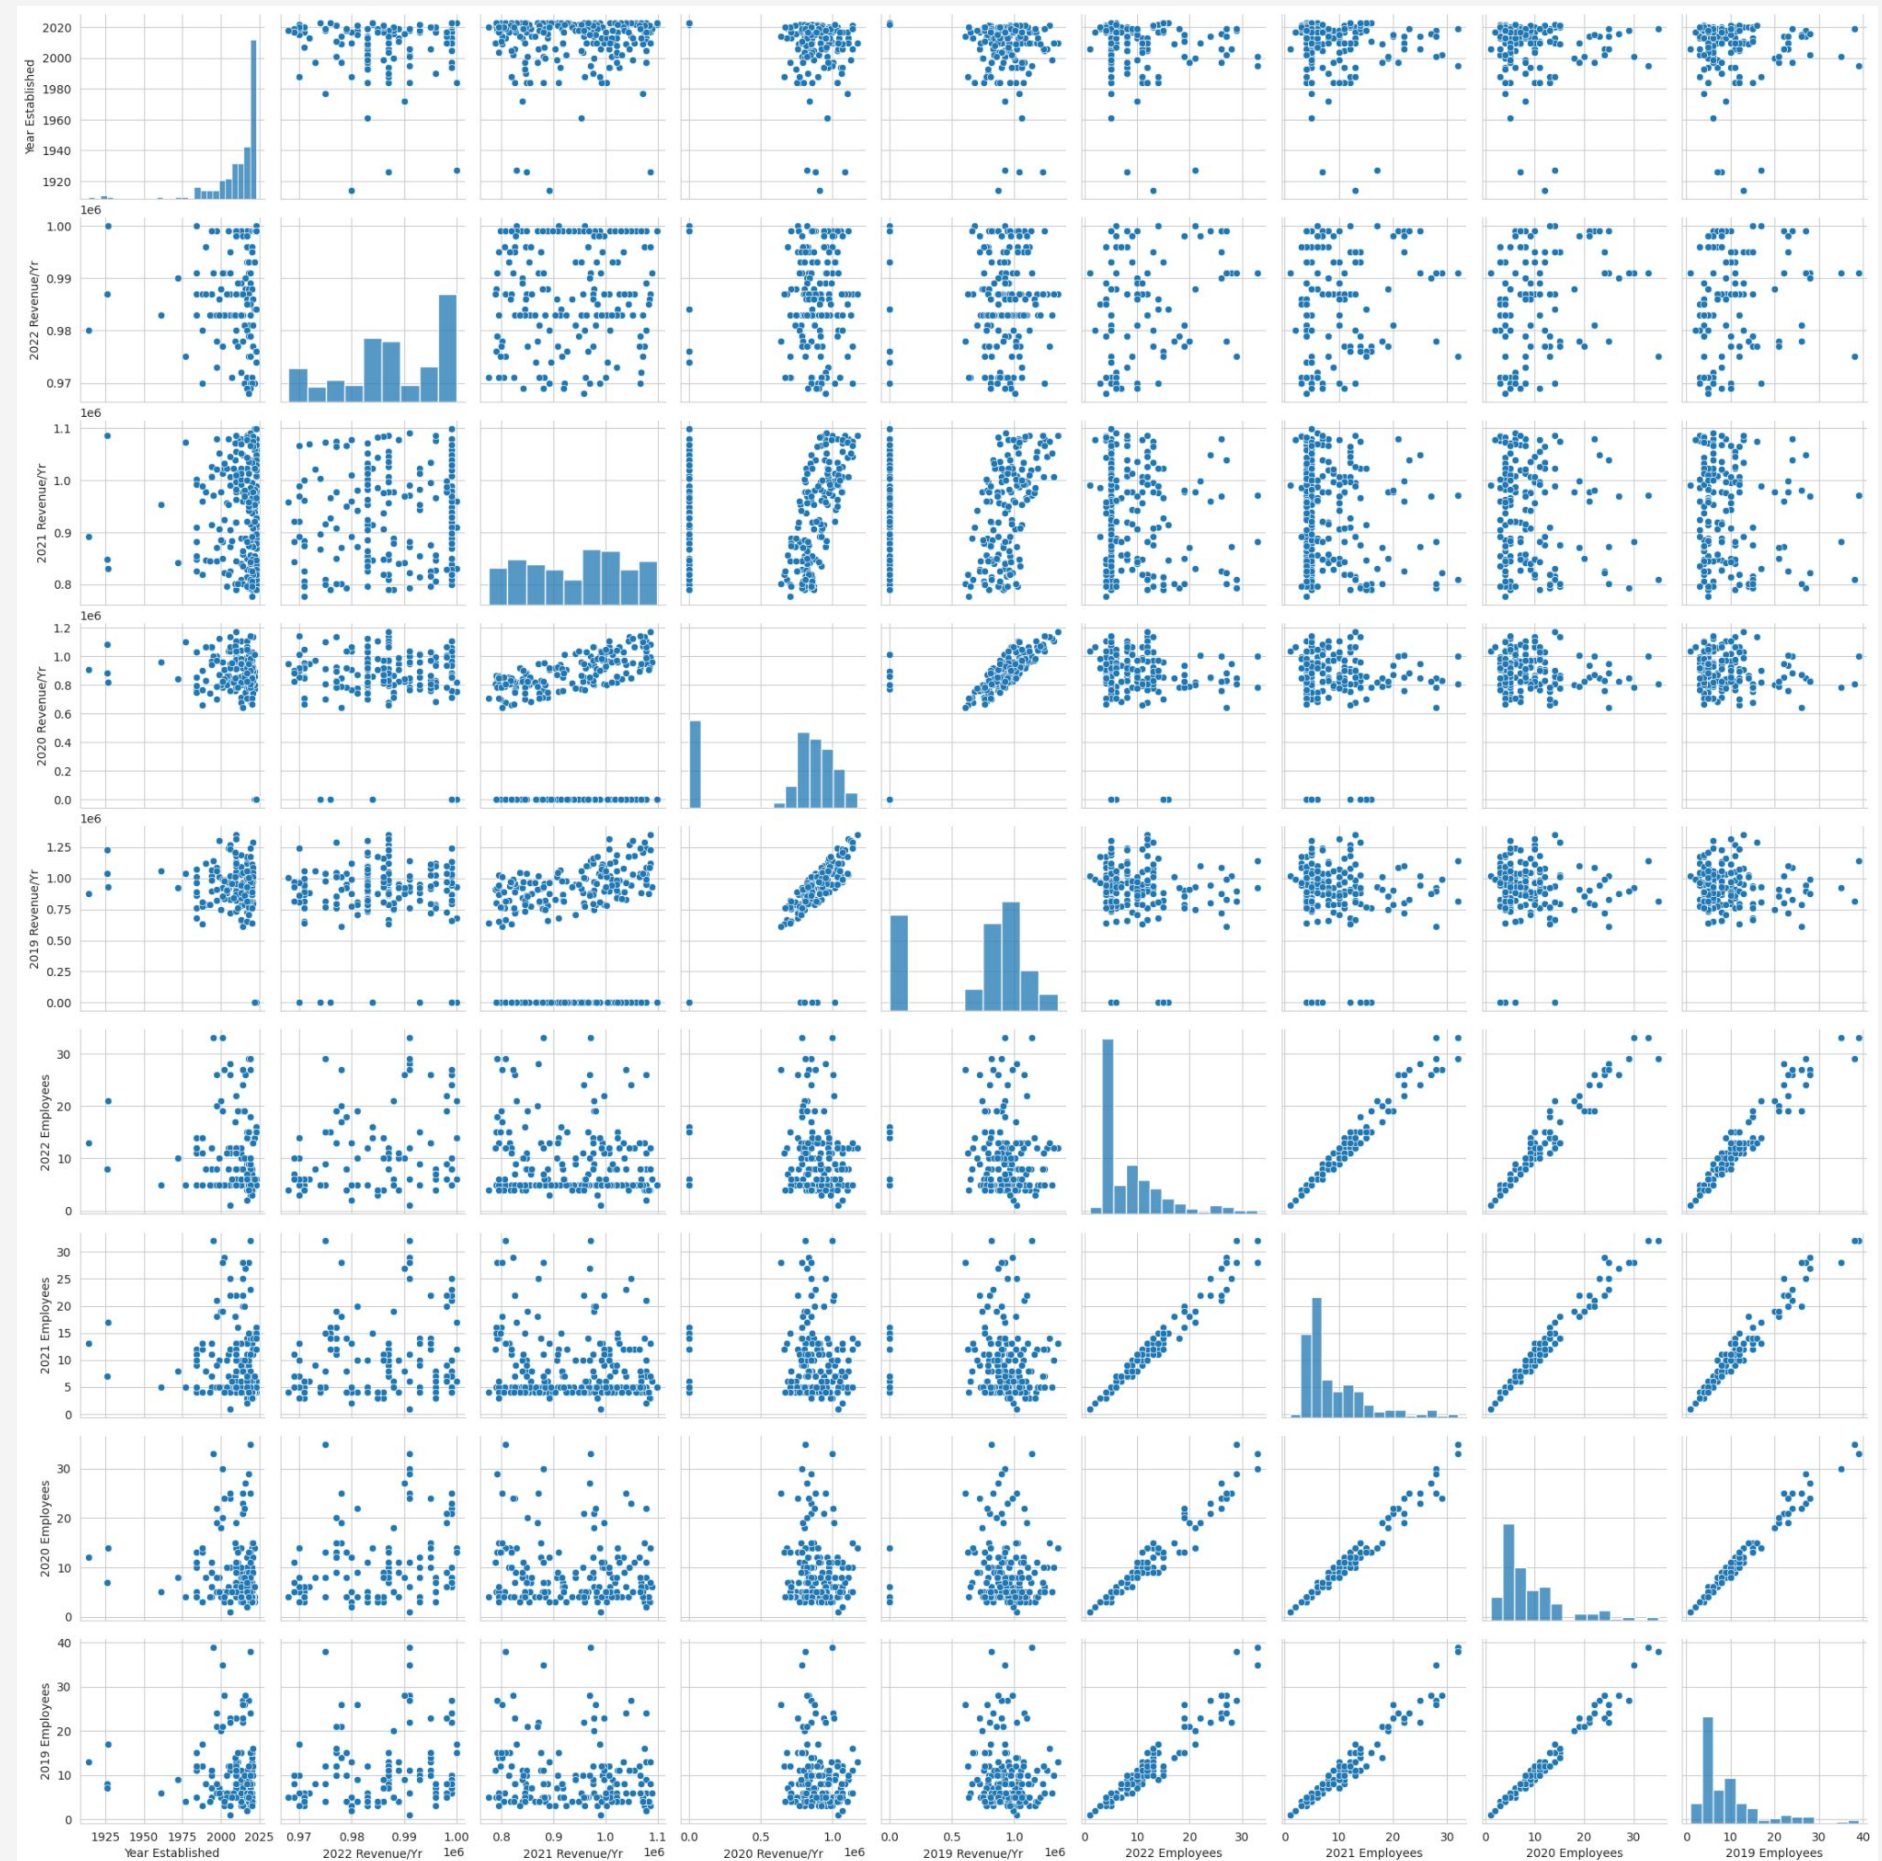 2020
2000
1980
1960
1940
1920
Year Established
1e6
1.00
0.99
0.98
0.97
2022 Revenue/Yr
1e6
1.1
1.0
0.9
0.8
2021 Revenue/Yr
1e6
1.2
1.0
0.8
0.6
0.4
0.2
0.0
2020 Revenue/Yr
1e6
1.25
1.00
0.75
0.50
0.25
0.00
2019 Revenue/Yr
30
20
10
0
2022 Employees
30
25
20
15
10
5
0
2021 Employees
30
20
10
0
2020 Employees
40
30
20
10
0
2019 Employees
1925 1950 1975 2000 2025
Year Established
0.97 0.98 0.99 1.00
2022 Revenue/Yr 1e6
0.8 0.9 1.0 1.1
2021 Revenue/Yr 1e6
0.0 0.5 1.0
2020 Revenue/Yr 1e6
0.0 0.5 1.0
2019 Revenue/Yr 1e6
0 10 20 30
2022 Employees
0 10 20 30
2021 Employees
0 10 20 30
2020 Employees
0 10 20 30 40
2019 Employees